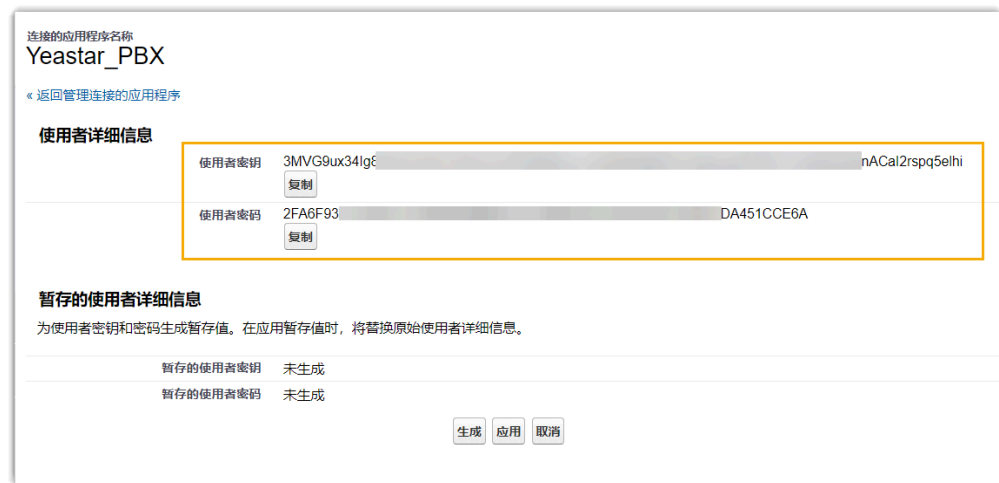 连接的应用程序名称
Yeastar_PBX
« 返回管理连接的应用程序
使用者详细信息
使用者密钥 3MVG9ux34Ig8 nACaI2rspq5elhi
复制
使用者密码 2FA6F93 DA451CCE6A
复制
暂存的使用者详细信息
为使用者密钥和密码生成暂存值。在应用暂存值时，将替换原始使用者详细信息。
暂存的使用者密钥 未生成
暂存的使用者密码 未生成
生成 应用 取消